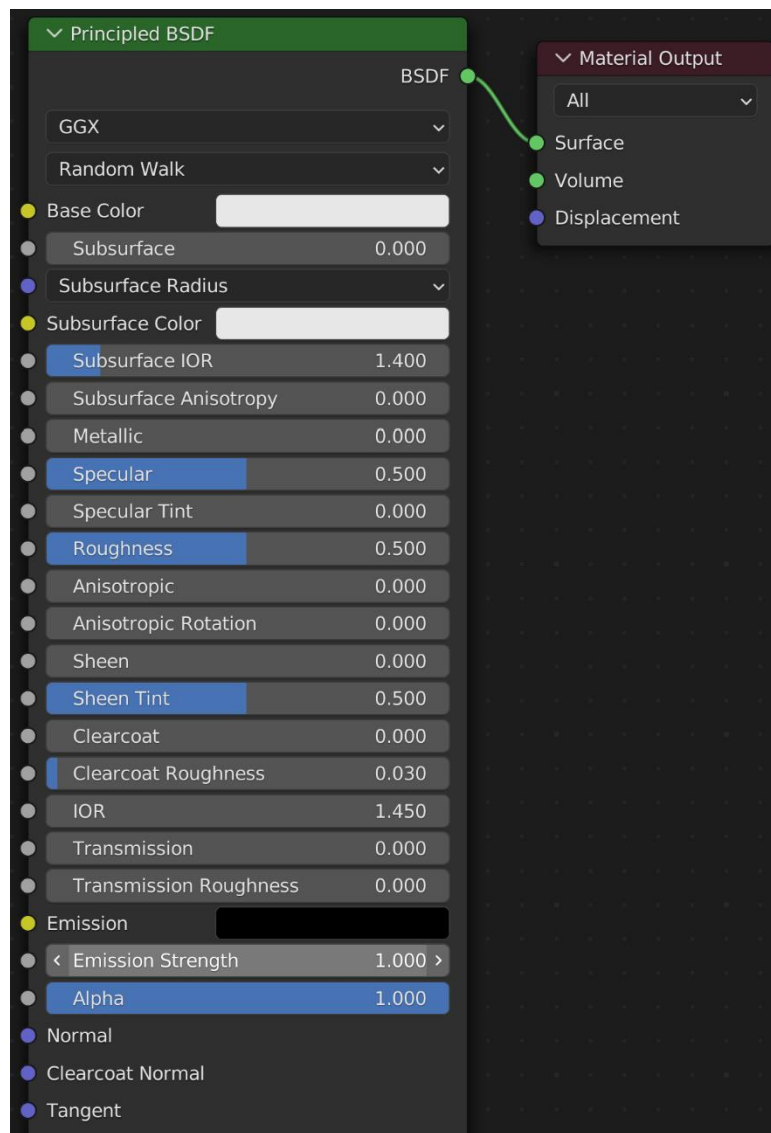 Principled BSDF
BSDF
GGX
Random Walk
Base Color
Subsurface 0.000
Subsurface Radius
Subsurface Color
Subsurface IOR 1.400
Subsurface Anisotropy 0.000
Metallic 0.000
Specular 0.500
Specular Tint 0.000
Roughness 0.500
Anisotropic 0.000
Anisotropic Rotation 0.000
Sheen 0.000
Sheen Tint 0.500
Clearcoat 0.000
Clearcoat Roughness 0.030
IOR 1.450
Transmission 0.000
Transmission Roughness 0.000
Emission
Emission Strength 1.000
Alpha 1.000
Normal
Clearcoat Normal
Tangent
Material Output
All
Surface
Volume
Displacement